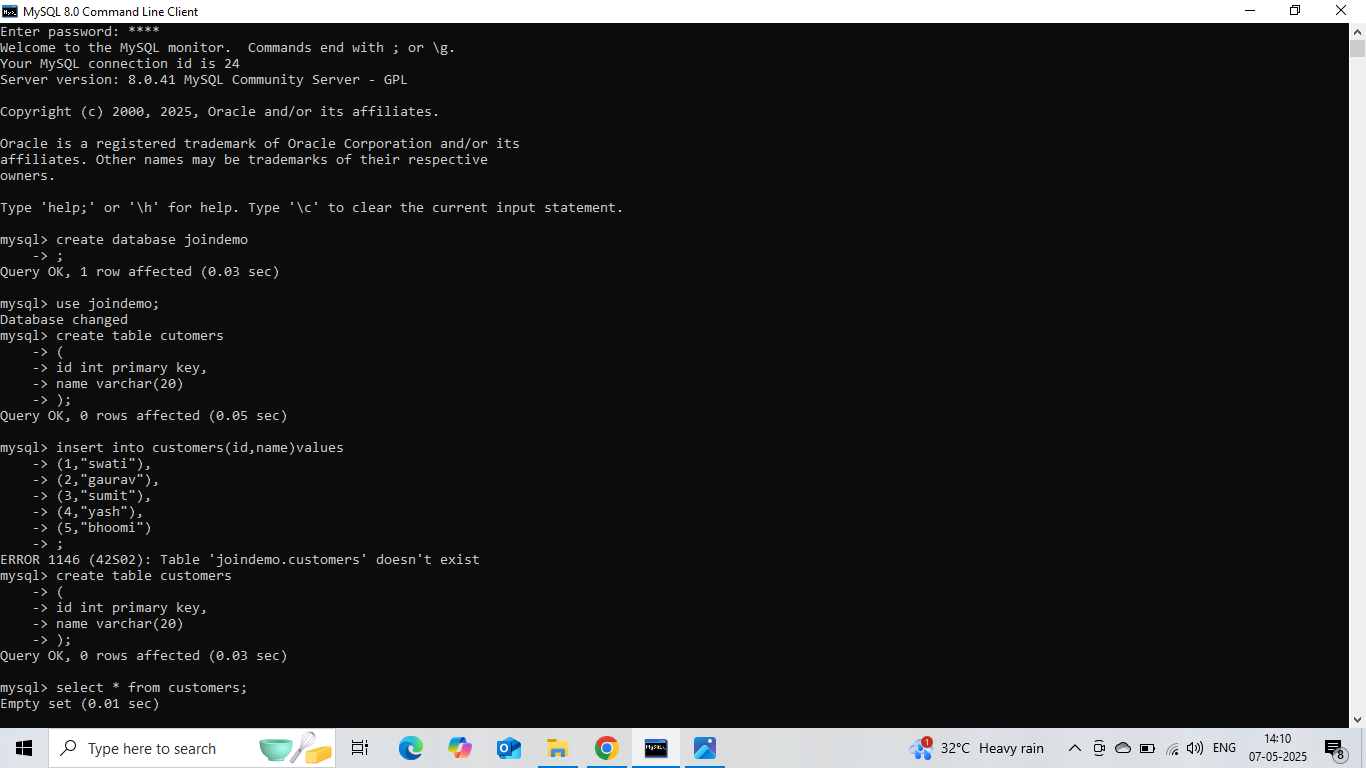 MySQL 8.0 Command Line Client
Enter password: ****
Welcome to the MySQL monitor.  Commands end with ; or \g.
Your MySQL connection id is 24
Server version: 8.0.41 MySQL Community Server - GPL
Copyright (c) 2000, 2025, Oracle and/or its affiliates.
Oracle is a registered trademark of Oracle Corporation and/or its
affiliates. Other names may be trademarks of their respective
owners.
Type 'help;' or '\h' for help. Type '\c' to clear the current input statement.
mysql> create database joindemo
    -> ;
Query OK, 1 row affected (0.03 sec)
mysql> use joindemo;
Database changed
mysql> create table cutomers
    -> (
    -> id int primary key,
    -> name varchar(20)
    -> );
Query OK, 0 rows affected (0.05 sec)
mysql> insert into customers(id,name)values
    -> (1,"swati"),
    -> (2,"gaurav"),
    -> (3,"sumit"),
    -> (4,"yash"),
    -> (5,"bhoomi")
    -> ;
ERROR 1146 (42S02): Table 'joindemo.customers' doesn't exist
mysql> create table customers
    -> (
    -> id int primary key,
    -> name varchar(20)
    -> );
Query OK, 0 rows affected (0.03 sec)
mysql> select * from customers;
Empty set (0.01 sec)
Type here to search
MySQL
1
32°C Heavy rain
ENG
14:10
07-05-2025
8